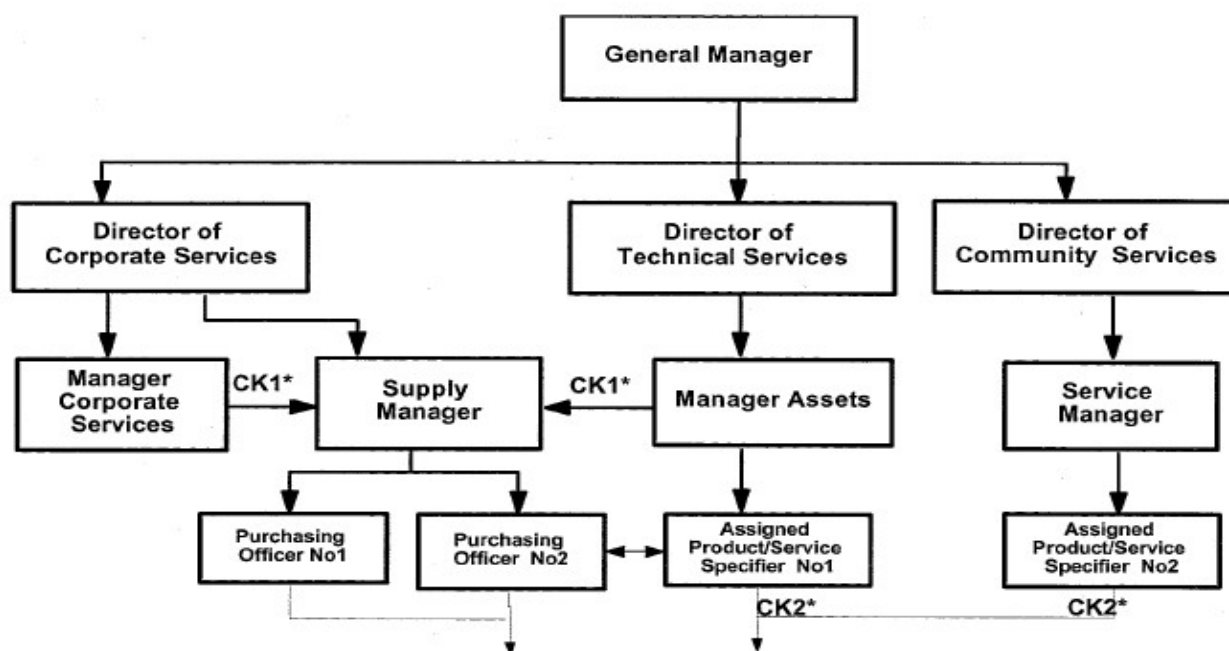 General Manager
Director of
Corporate Services
Director of
Technical Services
Director of
Community Services
Manager
Corporate
Services
CK1*
Supply
Manager
CK1*
Manager Assets
Service
Manager
Purchasing
Officer No1
Purchasing
Officer No2
Assigned
Product/Service
Specifier No1
Assigned
Product/Service
Specifier No2
CK2*
CK2*